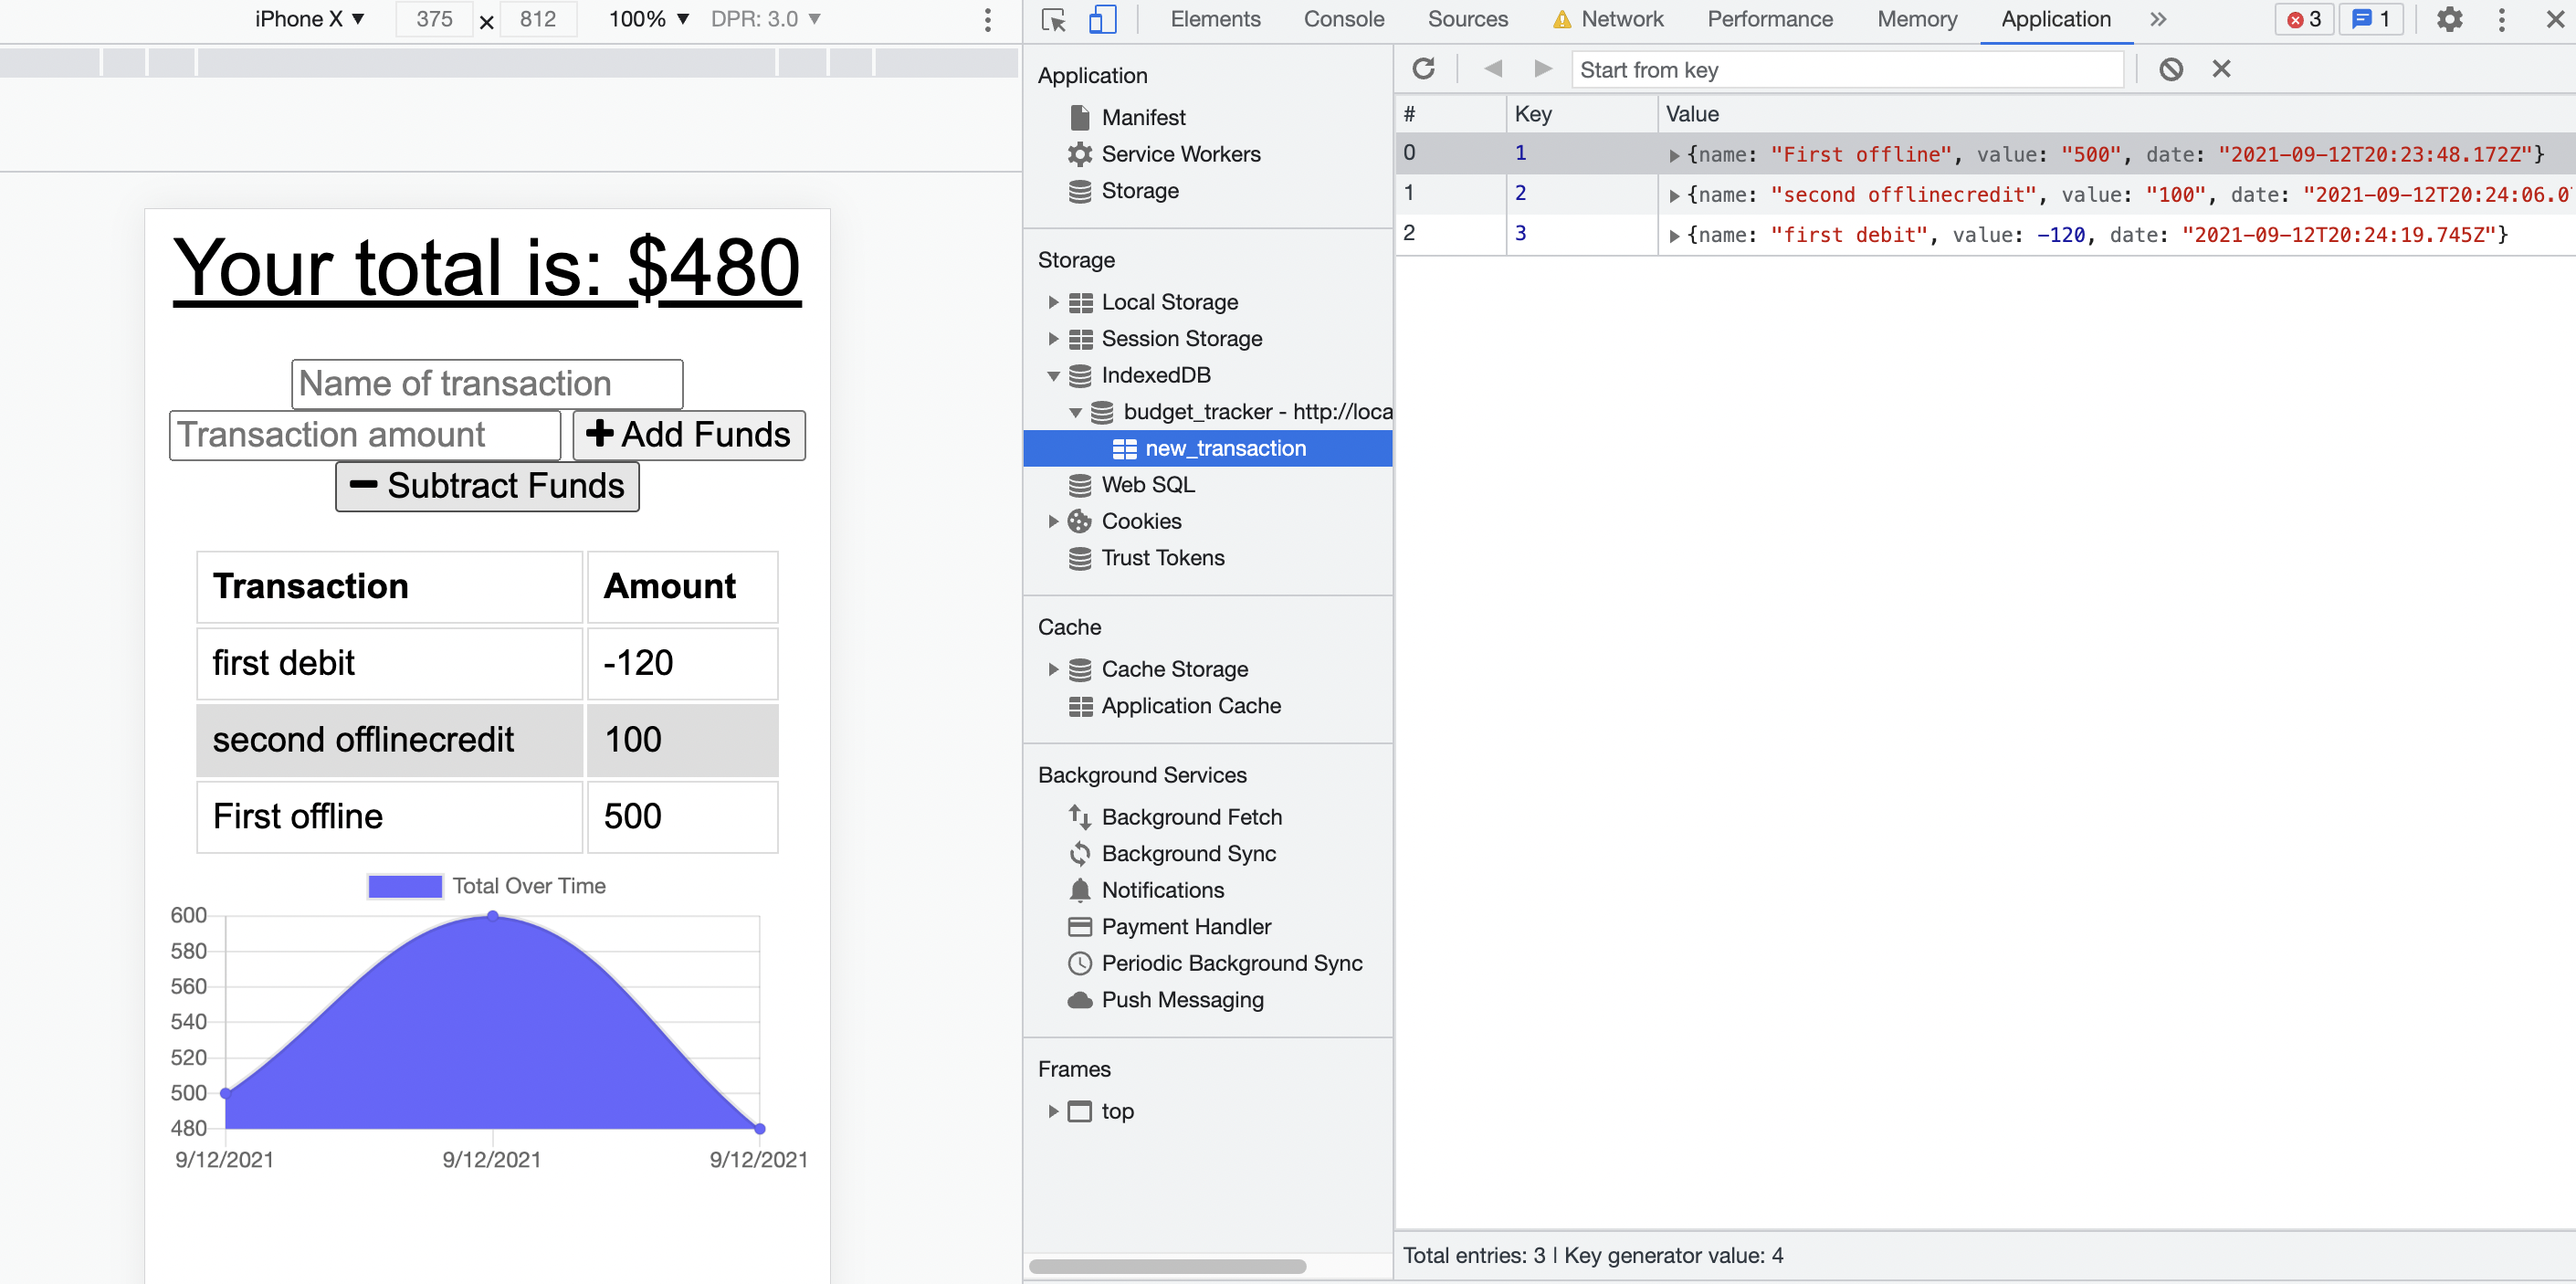 iPhone X ▼ 375 × 812 100% ▼ DPR: 3.0 ▼
Your total is: $480
Name of transaction
Transaction amount
Add Funds
Subtract Funds
Transaction Amount
first debit -120
second offlinecredit 100
First offline 500
Total Over Time
600
580
560
540
520
500
480
9/12/2021 9/12/2021 9/12/2021
Elements Console Sources Network Performance Memory Application » 3 1
Application
Manifest
Service Workers
Storage
Storage
Local Storage
Session Storage
IndexedDB
budget_tracker - http://loca
new_transaction
Web SQL
Cookies
Trust Tokens
Cache
Cache Storage
Application Cache
Background Services
Background Fetch
Background Sync
Notifications
Payment Handler
Periodic Background Sync
Push Messaging
Frames
top
Start from key
# Key Value
0 1 {name: "First offline", value: "500", date: "2021-09-12T20:23:48.172Z"}
1 2 {name: "second offlinecredit", value: "100", date: "2021-09-12T20:24:06.0
2 3 {name: "first debit", value: -120, date: "2021-09-12T20:24:19.745Z"}
Total entries: 3 | Key generator value: 4